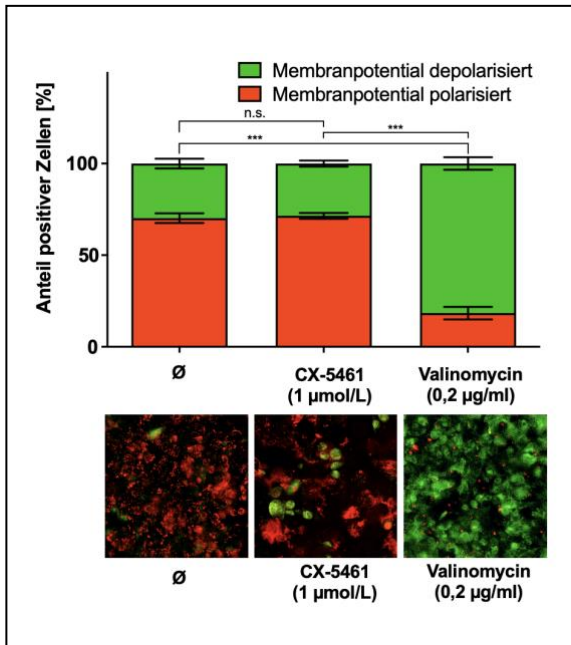 Membranpotential depolarisiert
Membranpotential polarisiert
n.s.
***
***
Anteil positiver Zellen [%]
100
50
0
Ø
CX-5461
(1 µmol/L)
Valinomycin
(0,2 µg/ml)
Ø
CX-5461
(1 µmol/L)
Valinomycin
(0,2 µg/ml)